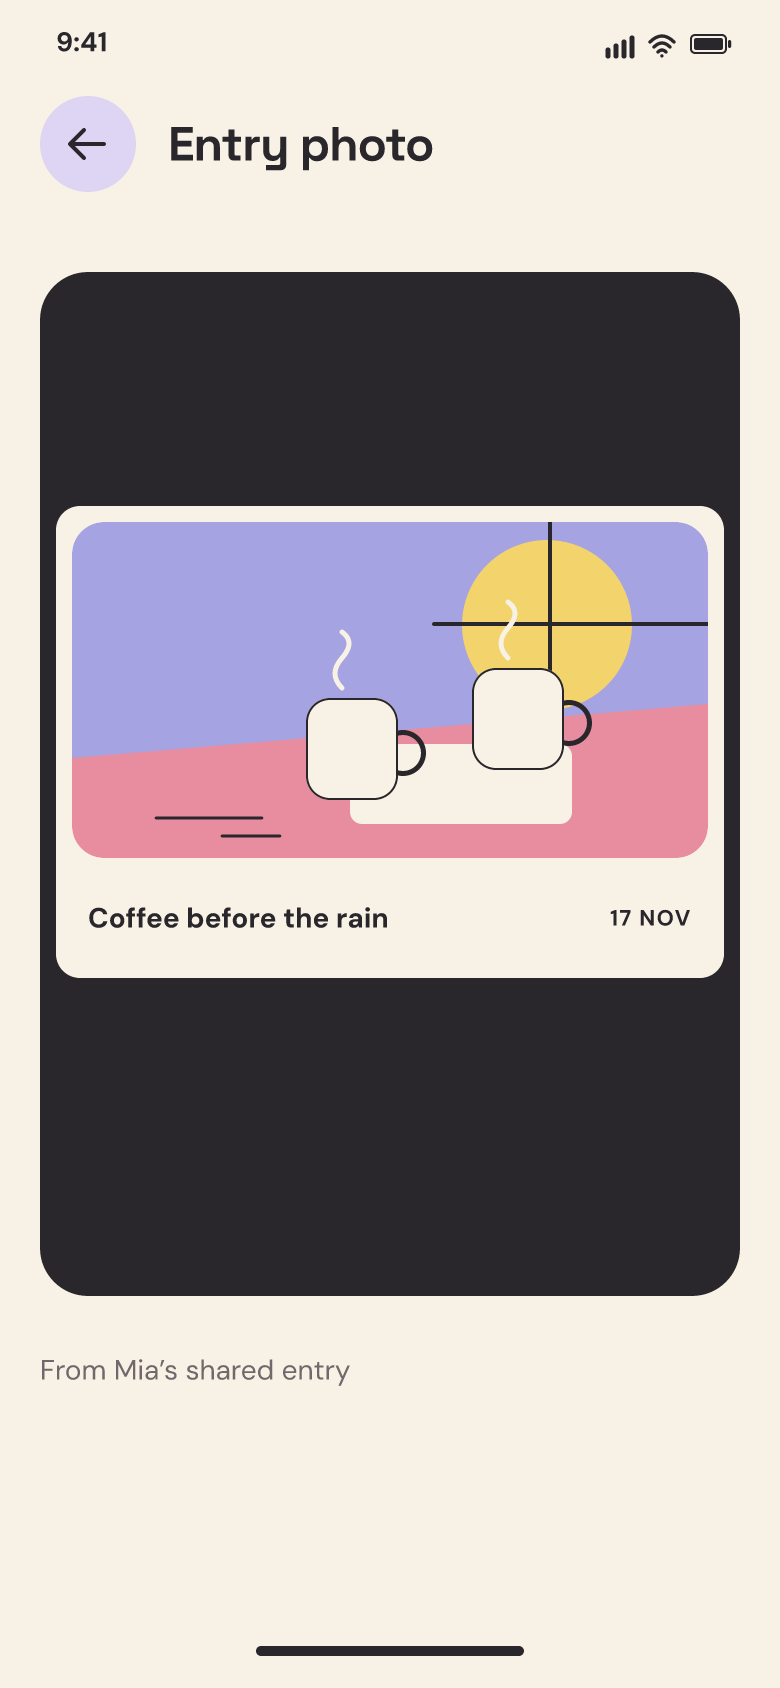 9:41
Entry photo
Coffee before the rain
17 NOV
From Mia’s shared entry